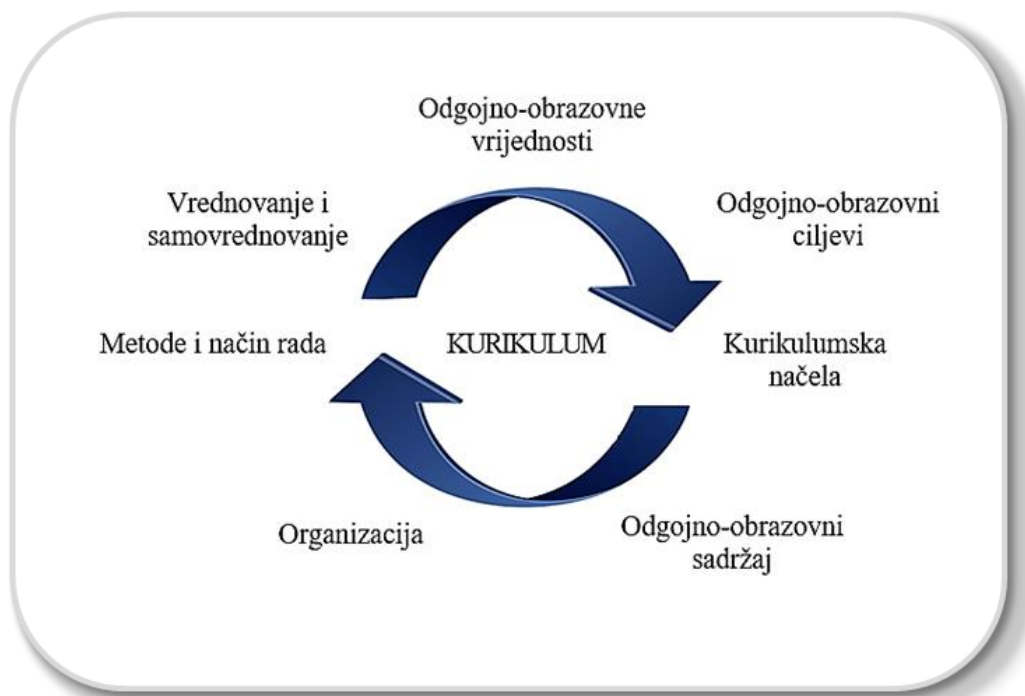 Odgojno-obrazovne
vrijednosti
Vrednovanje i
samovrednovanje
Odgojno-obrazovni
ciljevi
Metode i način rada
KURIKULUM
Kurikulumska
načela
Organizacija
Odgojno-obrazovni
sadržaj